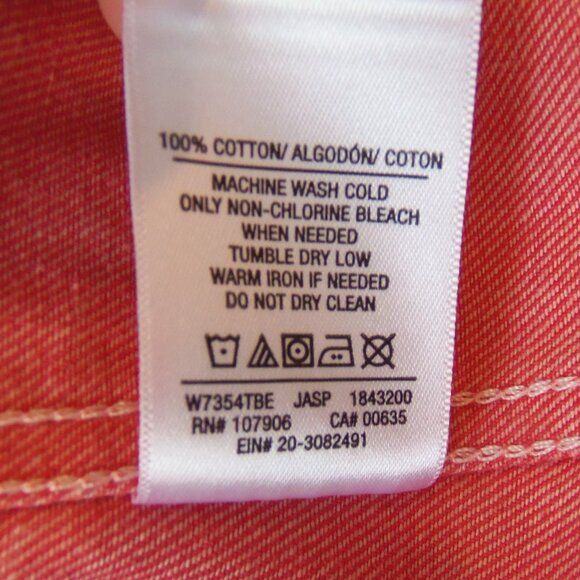 100% COTTON/ ALGODÓN/ COTON
MACHINE WASH COLD
ONLY NON-CHLORINE BLEACH
WHEN NEEDED
TUMBLE DRY LOW
WARM IRON IF NEEDED
DO NOT DRY CLEAN
W7354TBE JASP 1843200
RN# 107906 CA# 00635
EIN# 20-3082491